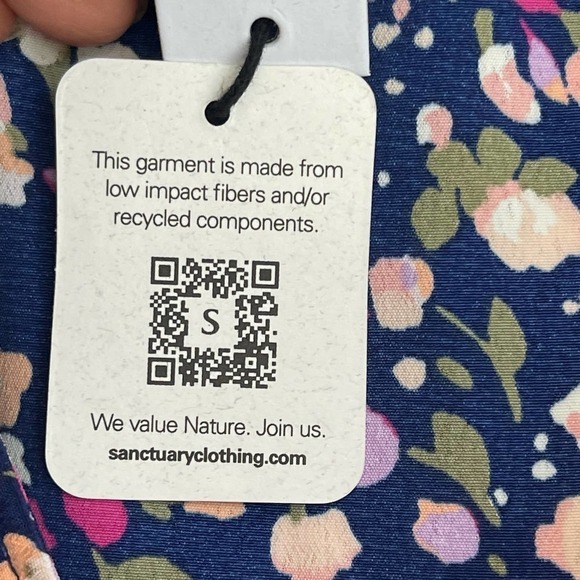 This garment is made from
low impact fibers and/or
recycled components.
S
We value Nature. Join us.
sanctuaryclothing.com